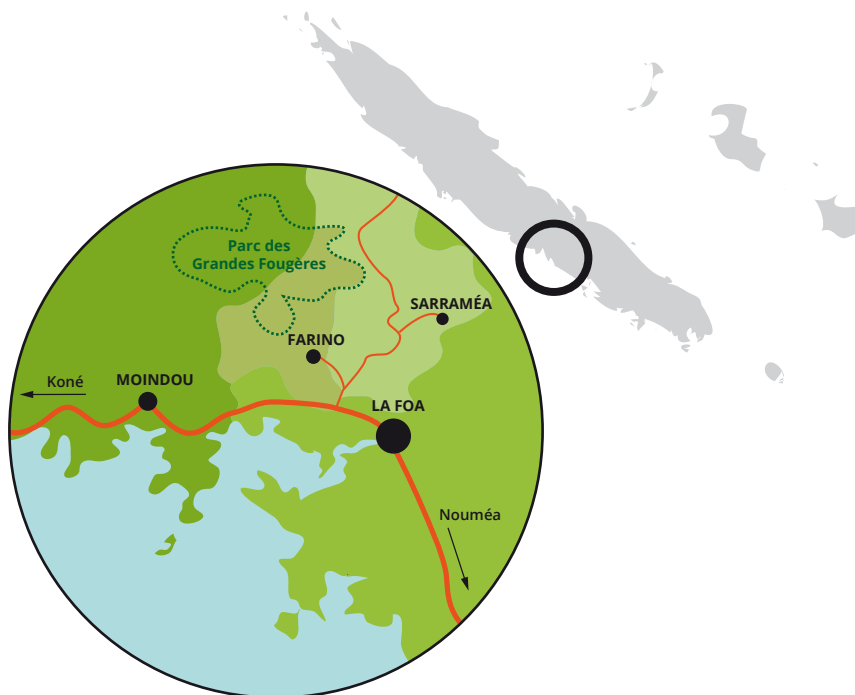 Parc des
Grandes Fougères
SARRAMÉA
FARINO
Koné
MOINDOU
LA FOA
Nouméa